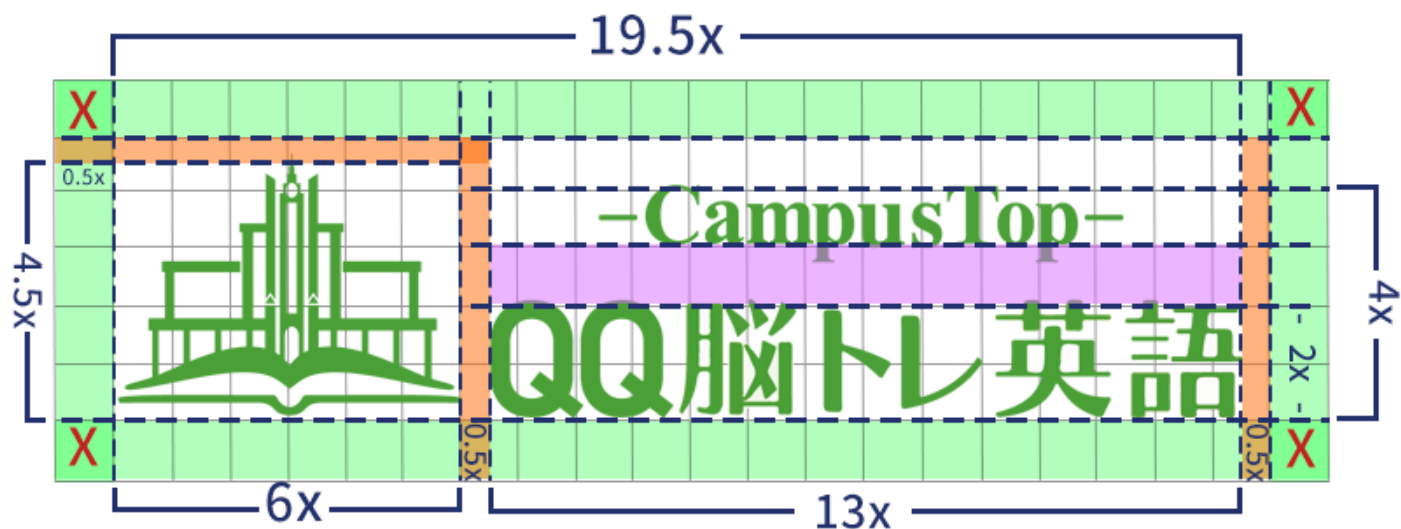 19.5x
X
X
0.5x
-CampusTop-
4.5x
4x
QQ脳トレ英語
- 2x -
X
0.5x
0.5x
X
6x
13x